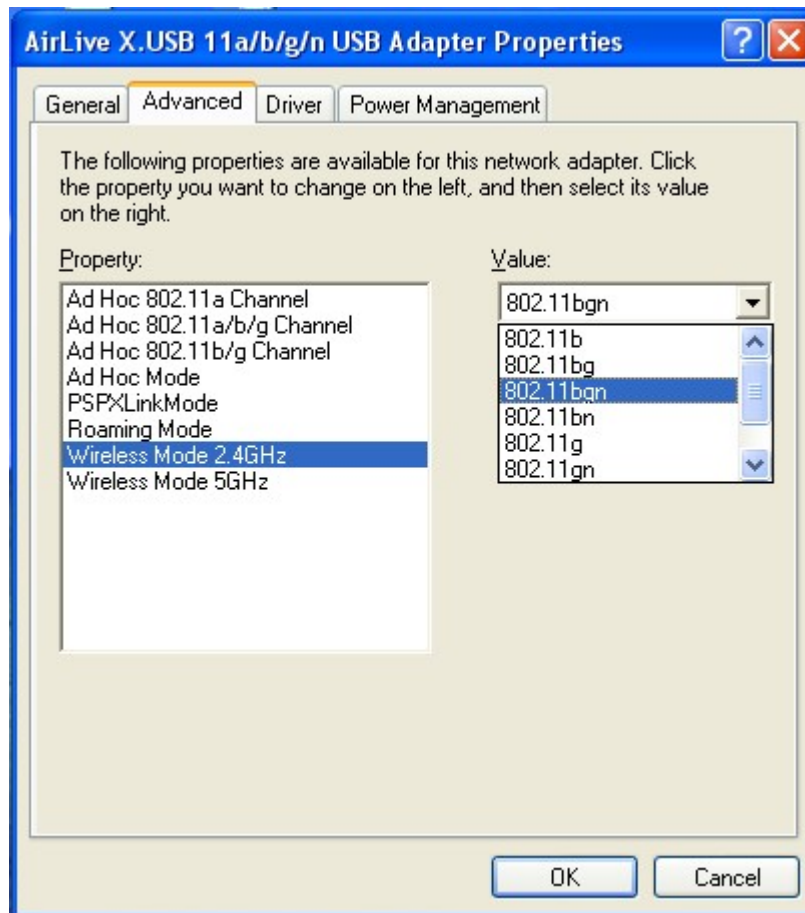 AirLive X.USB 11a/b/g/n USB Adapter Properties
General Advanced Driver Power Management
The following properties are available for this network adapter. Click
the property you want to change on the left, and then select its value
on the right.
Property:
Ad Hoc 802.11a Channel
Ad Hoc 802.11a/b/g Channel
Ad Hoc 802.11b/g Channel
Ad Hoc Mode
PSPXLinkMode
Roaming Mode
Wireless Mode 2.4GHz
Wireless Mode 5GHz
Value:
802.11bgn
802.11b
802.11bg
802.11bgn
802.11bn
802.11g
802.11gn
OK Cancel